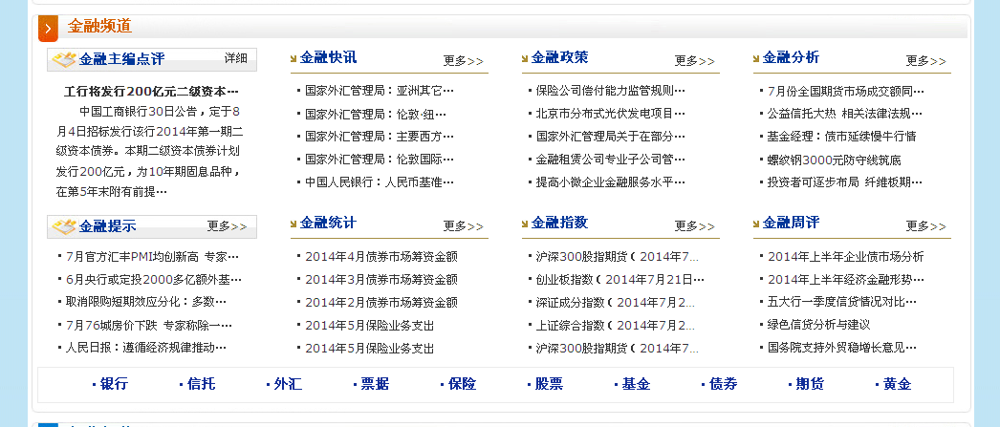 金融频道
金融主编点评 详细
工行将发行200亿元二级资本…
中国工商银行30日公告，定于8
月4日招标发行该行2014年第一期二
级资本债券。本期二级资本债券计划
发行200亿元，为10年期固息品种，
在第5年末附有前提…
金融快讯 更多>>
国家外汇管理局：亚洲其它…
国家外汇管理局：伦敦·纽…
国家外汇管理局：主要西方…
国家外汇管理局：伦敦国际…
中国人民银行：人民币基准…
金融政策 更多>>
保险公司偿付能力监管规则…
北京市分布式光伏发电项目…
国家外汇管理局关于在部分…
金融租赁公司专业子公司管…
提高小微企业金融服务水平…
金融分析 更多>>
7月份全国期货市场成交额同…
公益信托大热 相关法律法规…
基金经理：债市延续慢牛行情
螺纹钢3000元防守线筑底
投资者可逐步布局 纤维板期…
金融提示 更多>>
7月官方汇丰PMI均创新高 专家…
6月央行或定投2000多亿额外基…
取消限购短期效应分化：多数…
7月76城房价下跌 专家称除一…
人民日报：遵循经济规律推动…
金融统计 更多>>
2014年4月债券市场筹资金额
2014年3月债券市场筹资金额
2014年2月债券市场筹资金额
2014年5月保险业务支出
2014年5月保险业务支出
金融指数 更多>>
沪深300股指期货（2014年7...
创业板指数（2014年7月21日…
深证成分指数（2014年7月2...
上证综合指数（2014年7月2...
沪深300股指期货（2014年7...
金融周评 更多>>
2014年上半年企业债市场分析
2014年上半年经济金融形势…
五大行一季度信贷情况对比…
绿色信贷分析与建议
国务院支持外贸稳增长意见…
·银行 ·信托 ·外汇 ·票据 ·保险 ·股票 ·基金 ·债券 ·期货 ·黄金